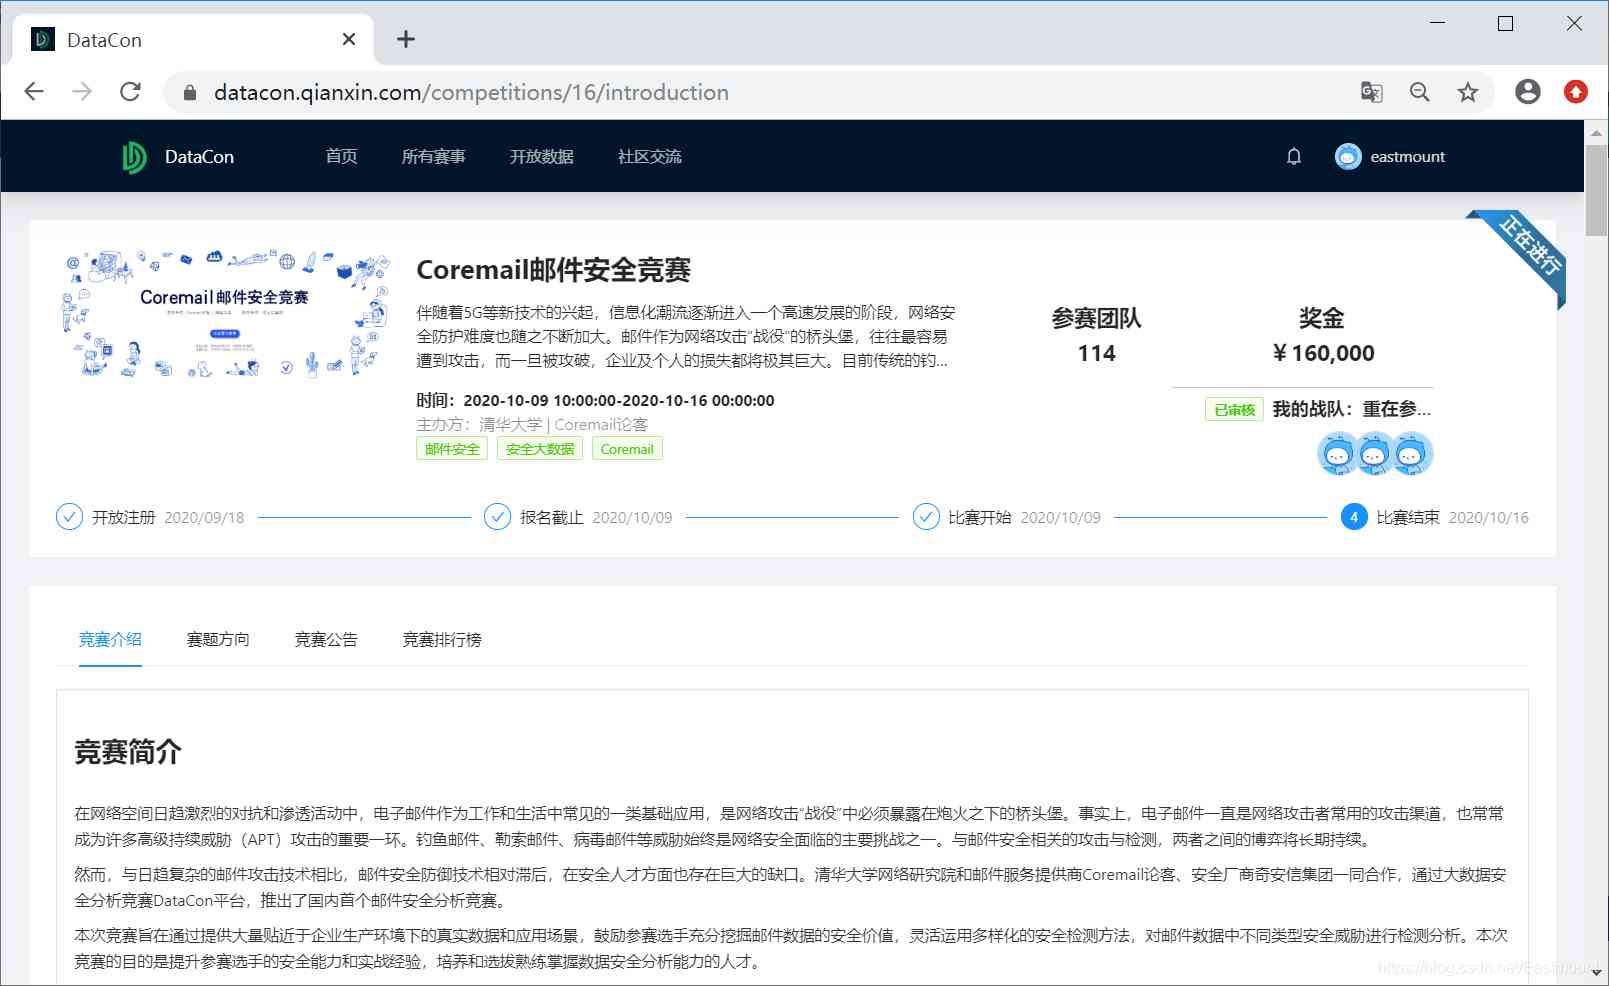 DataCon
datacon.qianxin.com/competitions/16/introduction
DataCon 首页 所有赛事 开放数据 社区交流 eastmount
正在进行
Coremail邮件安全竞赛
Coremail邮件安全竞赛
伴随着5G等新技术的兴起，信息化潮流逐渐进入一个高速发展的阶段，网络安
全防护难度也随之不断加大。邮件作为网络攻击“战役”的桥头堡，往往最容易
遭到攻击，而一旦被攻破，企业及个人的损失都将极其巨大。目前传统的钓...
时间：2020-10-09 10:00:00-2020-10-16 00:00:00
主办方：清华大学 | Coremail论客
邮件安全 安全大数据 Coremail
参赛团队
114
奖金
￥160,000
已审核 我的战队：重在参...
开放注册 2020/09/18 报名截止 2020/10/09 比赛开始 2020/10/09 4 比赛结束 2020/10/16
竞赛介绍 赛题方向 竞赛公告 竞赛排行榜
竞赛简介
在网络空间日趋激烈的对抗和渗透活动中，电子邮件作为工作和生活中常见的一类基础应用，是网络攻击“战役”中必须暴露在炮火之下的桥头堡。事实上，电子邮件一直是网络攻击者常用的攻击渠道，也常常
成为许多高级持续威胁（APT）攻击的重要一环。钓鱼邮件、勒索邮件、病毒邮件等威胁始终是网络安全面临的主要挑战之一。与邮件安全相关的攻击与检测，两者之间的博弈将长期持续。
然而，与日趋复杂的邮件攻击技术相比，邮件安全防御技术相对滞后，在安全人才方面也存在巨大的缺口。清华大学网络研究院和邮件服务提供商Coremail论客、安全厂商奇安信集团一同合作，通过大数据安
全分析竞赛DataCon平台，推出了国内首个邮件安全分析竞赛。
本次竞赛旨在通过提供大量贴近于企业生产环境下的真实数据和应用场景，鼓励参赛选手充分挖掘邮件数据的安全价值，灵活运用多样化的安全检测方法，对邮件数据中不同类型安全威胁进行检测分析。本次
竞赛的目的是提升参赛选手的安全能力和实战经验，培养和选拔熟练掌握数据安全分析能力的人才。
https://blog.csdn.net/Eastmount